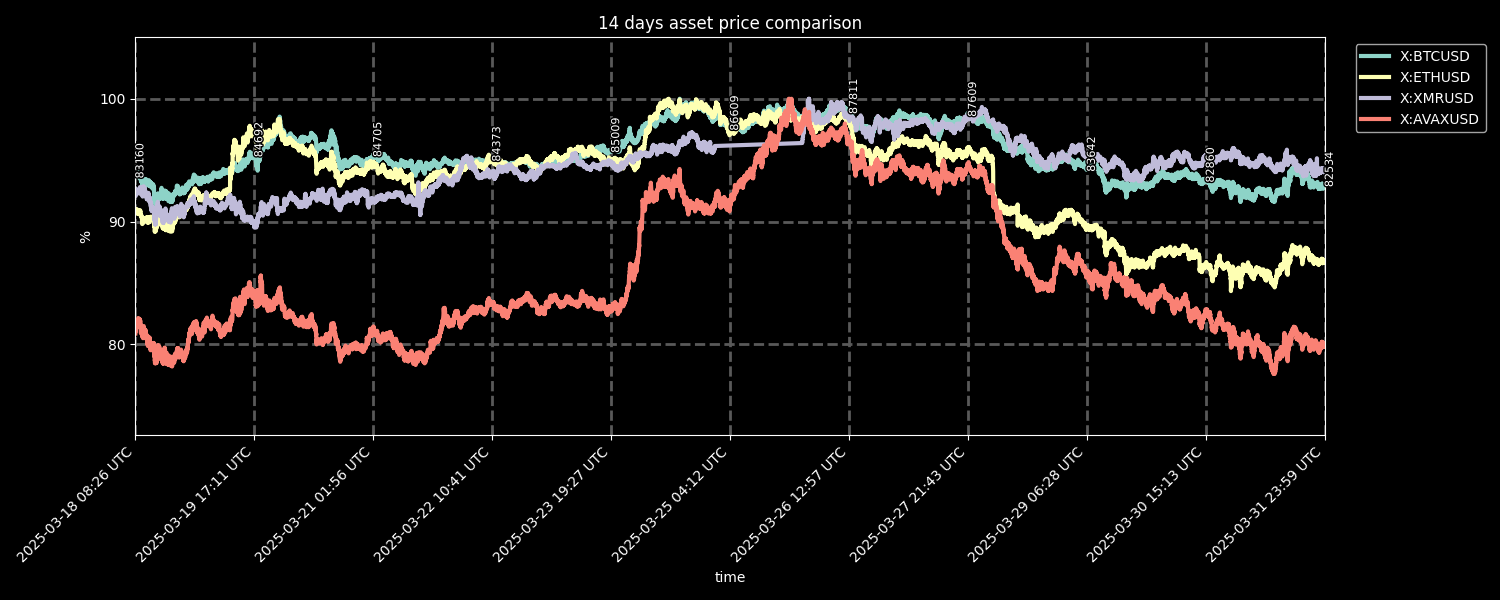 14 days asset price comparison
X:BTCUSD
X:ETHUSD
X:XMRUSD
X:AVAXUSD
100
90
80
%
83160
84692
84705
84373
85009
86609
87811
87609
83642
82860
82534
2025-03-18 08:26 UTC
2025-03-19 17:11 UTC
2025-03-21 01:56 UTC
2025-03-22 10:41 UTC
2025-03-23 19:27 UTC
2025-03-25 04:12 UTC
2025-03-26 12:57 UTC
2025-03-27 21:43 UTC
2025-03-29 06:28 UTC
2025-03-30 15:13 UTC
2025-03-31 23:59 UTC
time